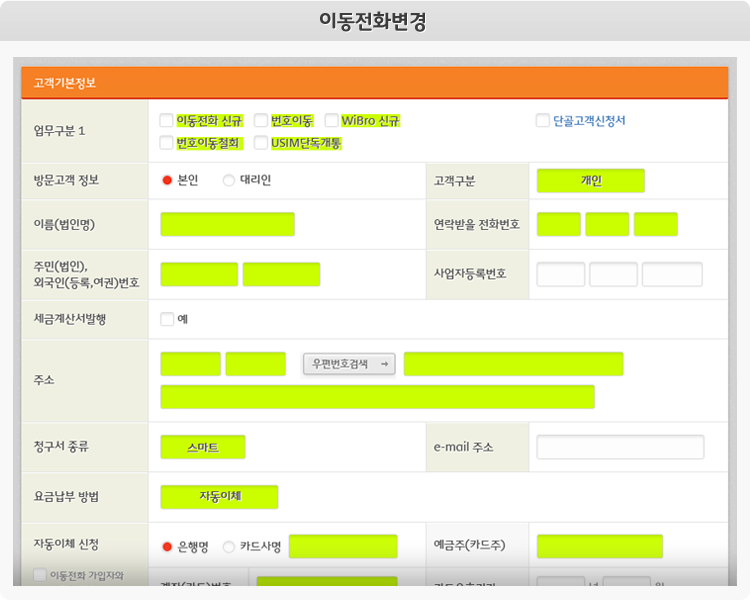 이동전화변경
고객기본정보
업무구분 1
이동전화 신규 번호이동 WiBro 신규 단골고객신청서
번호이동철회 USIM단독개통
방문고객 정보 본인 대리인 고객구분 개인
이름(법인명) 연락받을 전화번호
주민(법인),
외국인(등록,여권)번호 사업자등록번호
세금계산서발행 예
주소 우편번호검색 →
청구서 종류 스마트 e-mail 주소
요금납부 방법 자동이체
자동이체 신청 은행명 카드사명 예금주(카드주)
이동전화 가입자와
계좌(카드)번호